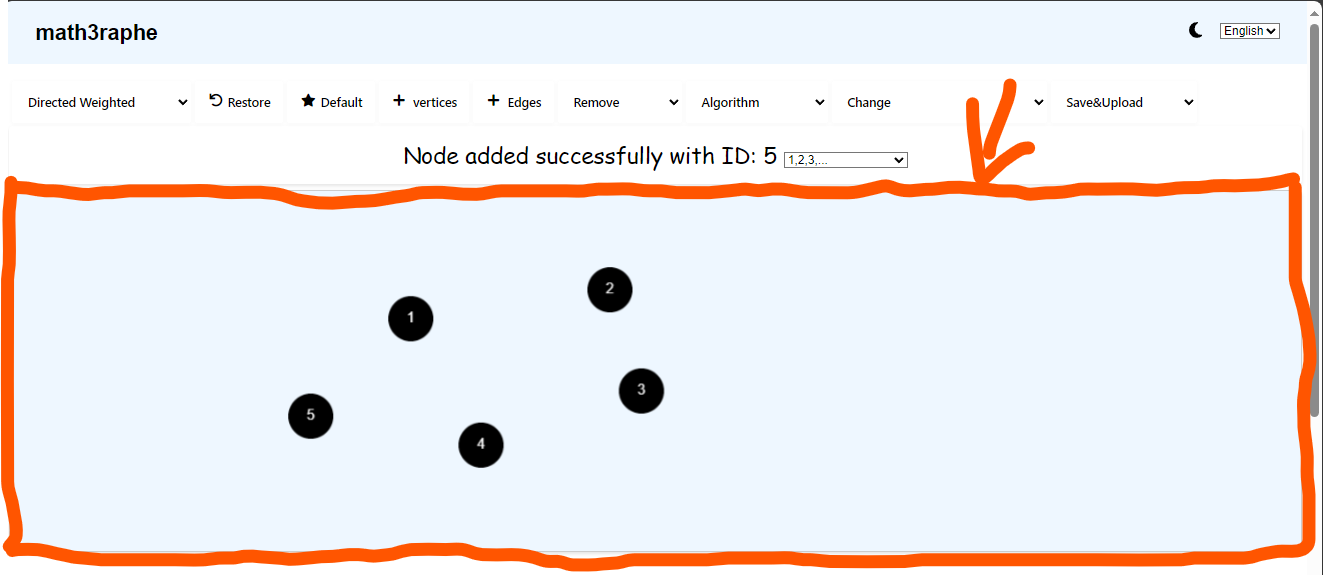 math3raphe
English
Directed Weighted Restore Default + vertices + Edges Remove Algorithm Change Save&Upload
Node added successfully with ID: 5 1,2,3,...
2
1
3
5
4